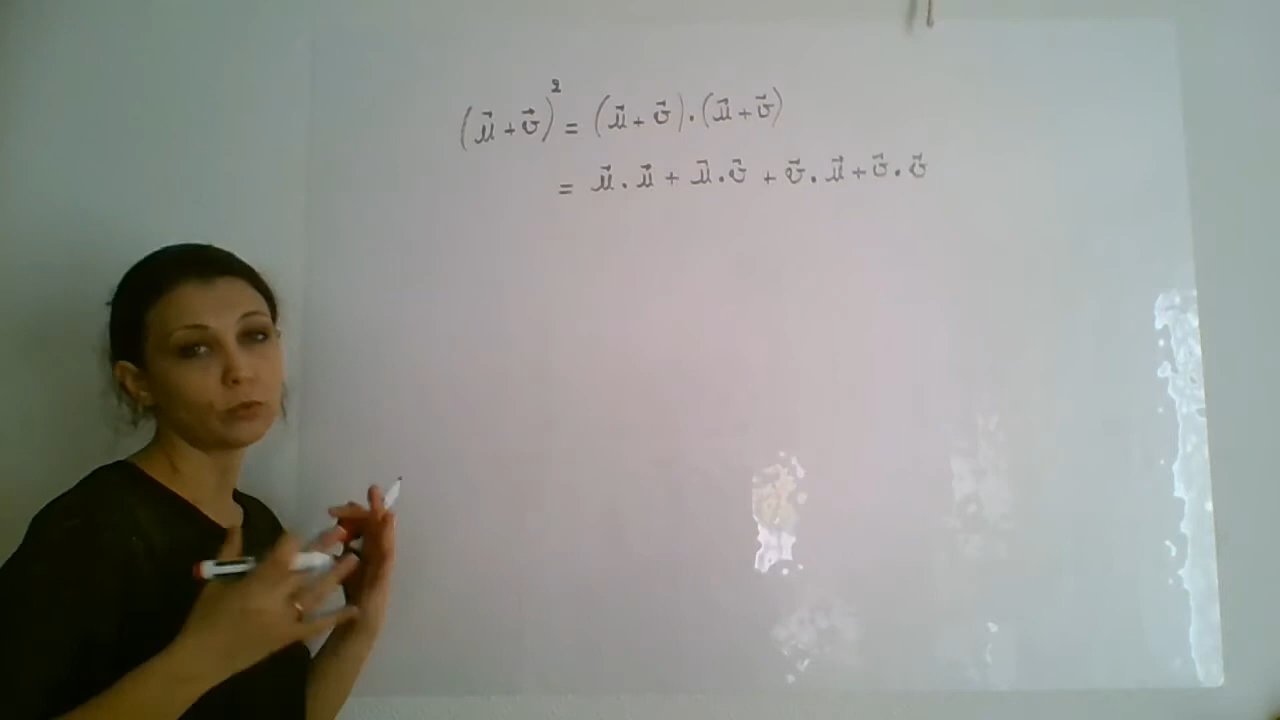 (u⃗ + v⃗)² = (u⃗ + v⃗).(u⃗ + v⃗)
= u⃗ . u⃗ + u⃗ . v⃗ + v⃗ . u⃗ + v⃗ . v⃗